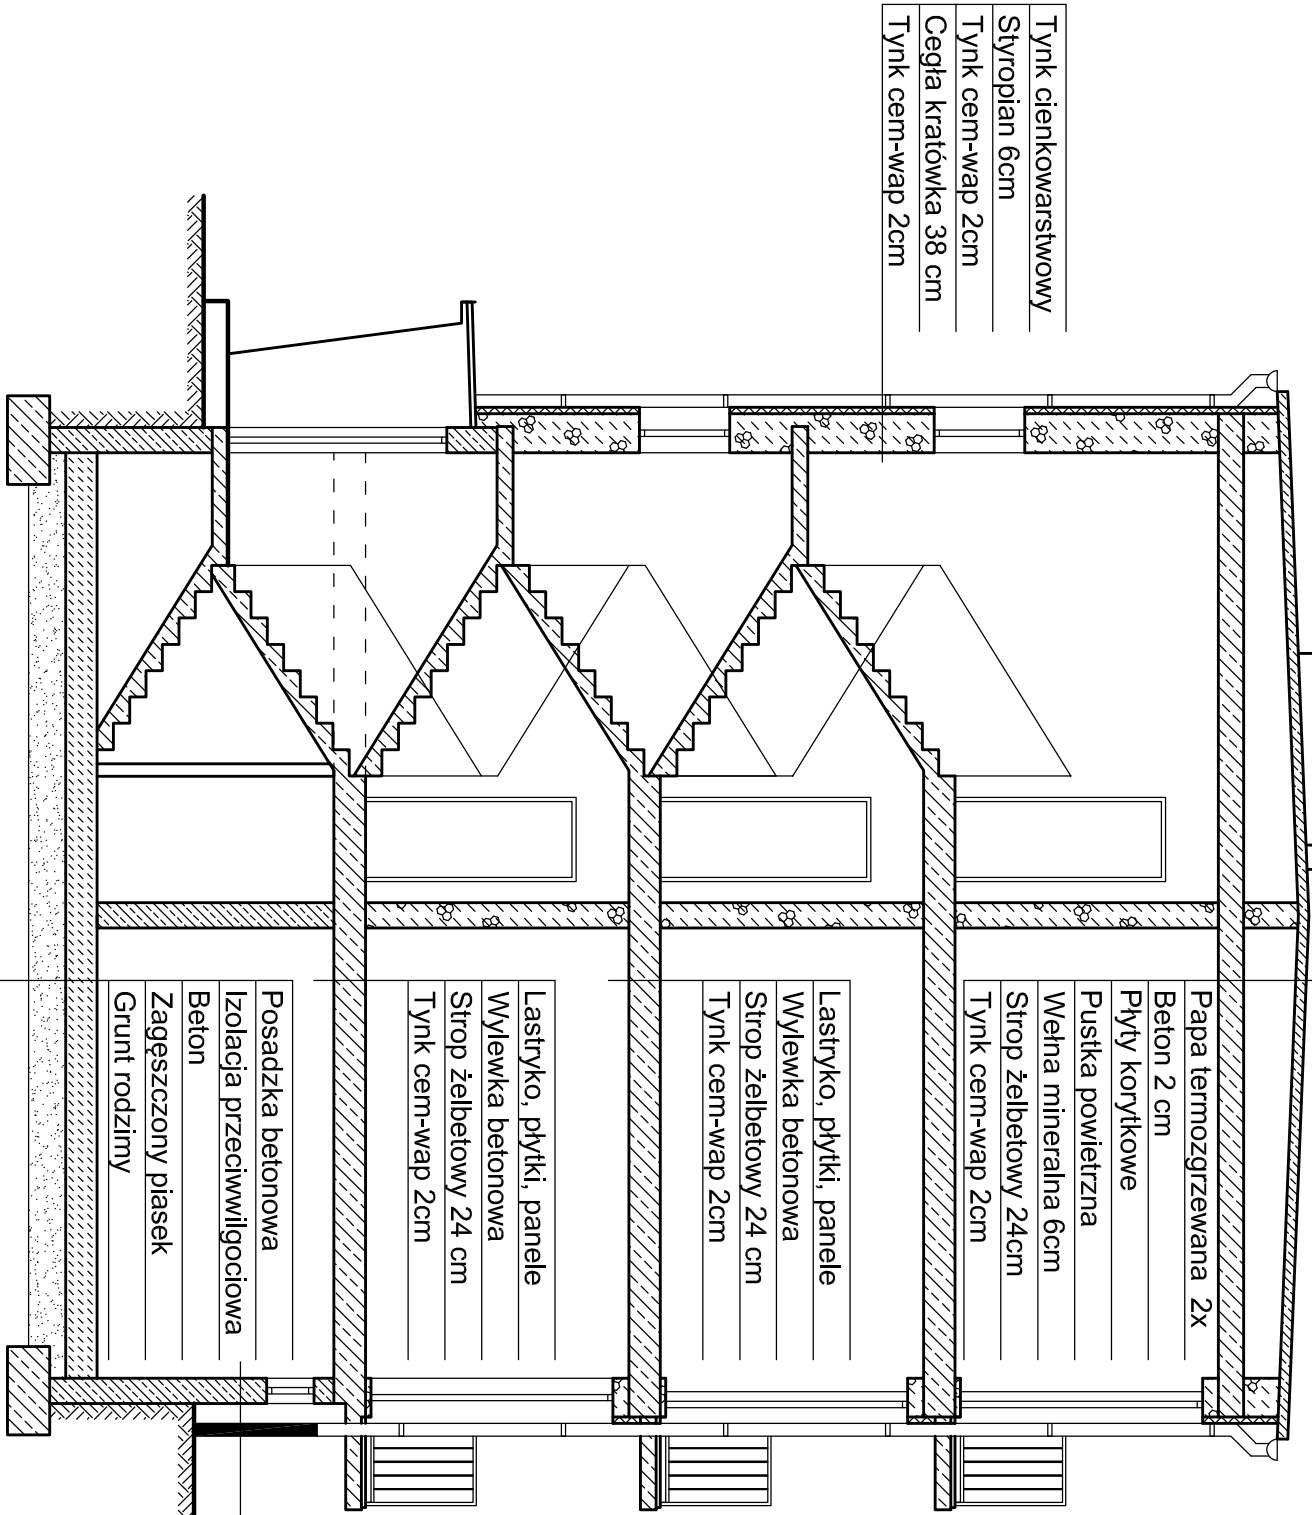 Tynk cienkowarstwowy
Styropian 6cm
Tynk cem-wap 2cm
Cegła kratówka 38 cm
Tynk cem-wap 2cm
Papa termozgrzewana 2x
Beton 2 cm
Płyty korytkowe
Pustka powietrzna
Wełna mineralna 6cm
Strop żelbetowy 24cm
Tynk cem-wap 2cm
Lastryko, płytki, panele
Wylewka betonowa
Strop żelbetowy 24 cm
Tynk cem-wap 2cm
Lastryko, płytki, panele
Wylewka betonowa
Strop żelbetowy 24 cm
Tynk cem-wap 2cm
Posadzka betonowa
Izolacja przeciwwilgociowa
Beton
Zagęszczony piasek
Grunt rodzimy